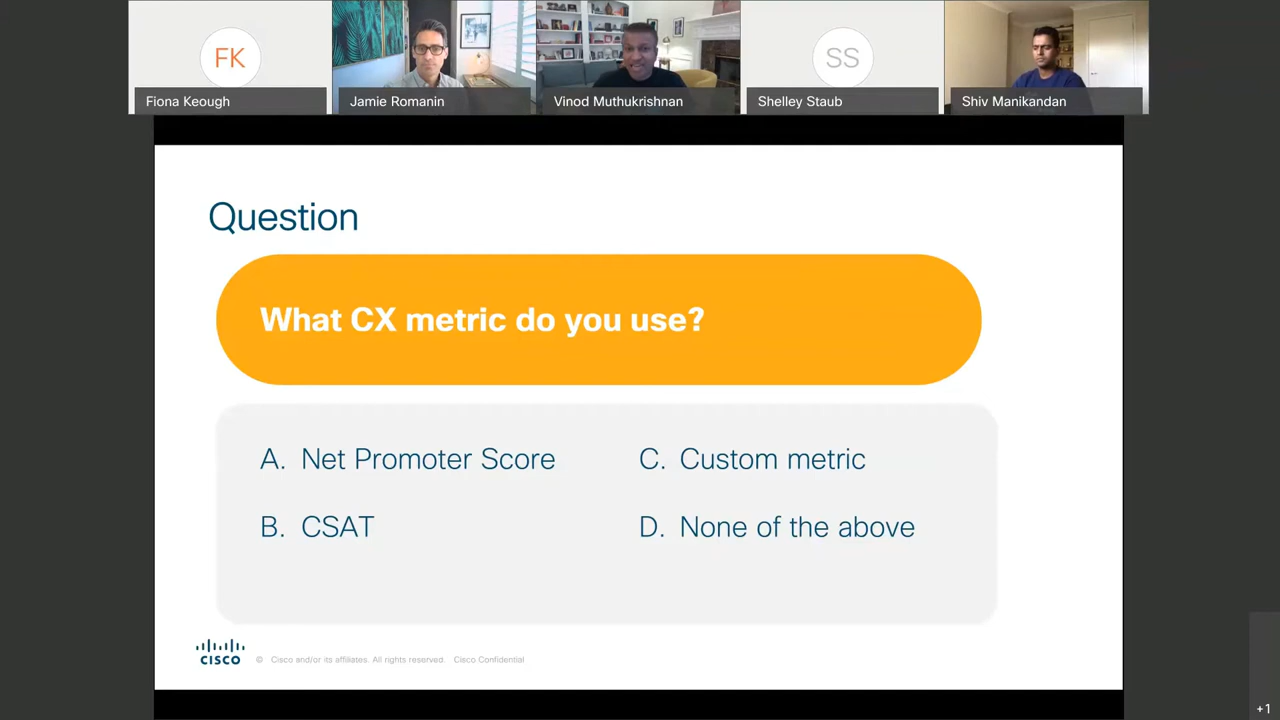 FK
SS
Fiona Keough
Jamie Romanin
Vinod Muthukrishnan
Shelley Staub
Shiv Manikandan
Question
What CX metric do you use?
A. Net Promoter Score
B. CSAT
C. Custom metric
D. None of the above
CISCO
© Cisco and/or its affiliates. All rights reserved. Cisco Confidential
+1